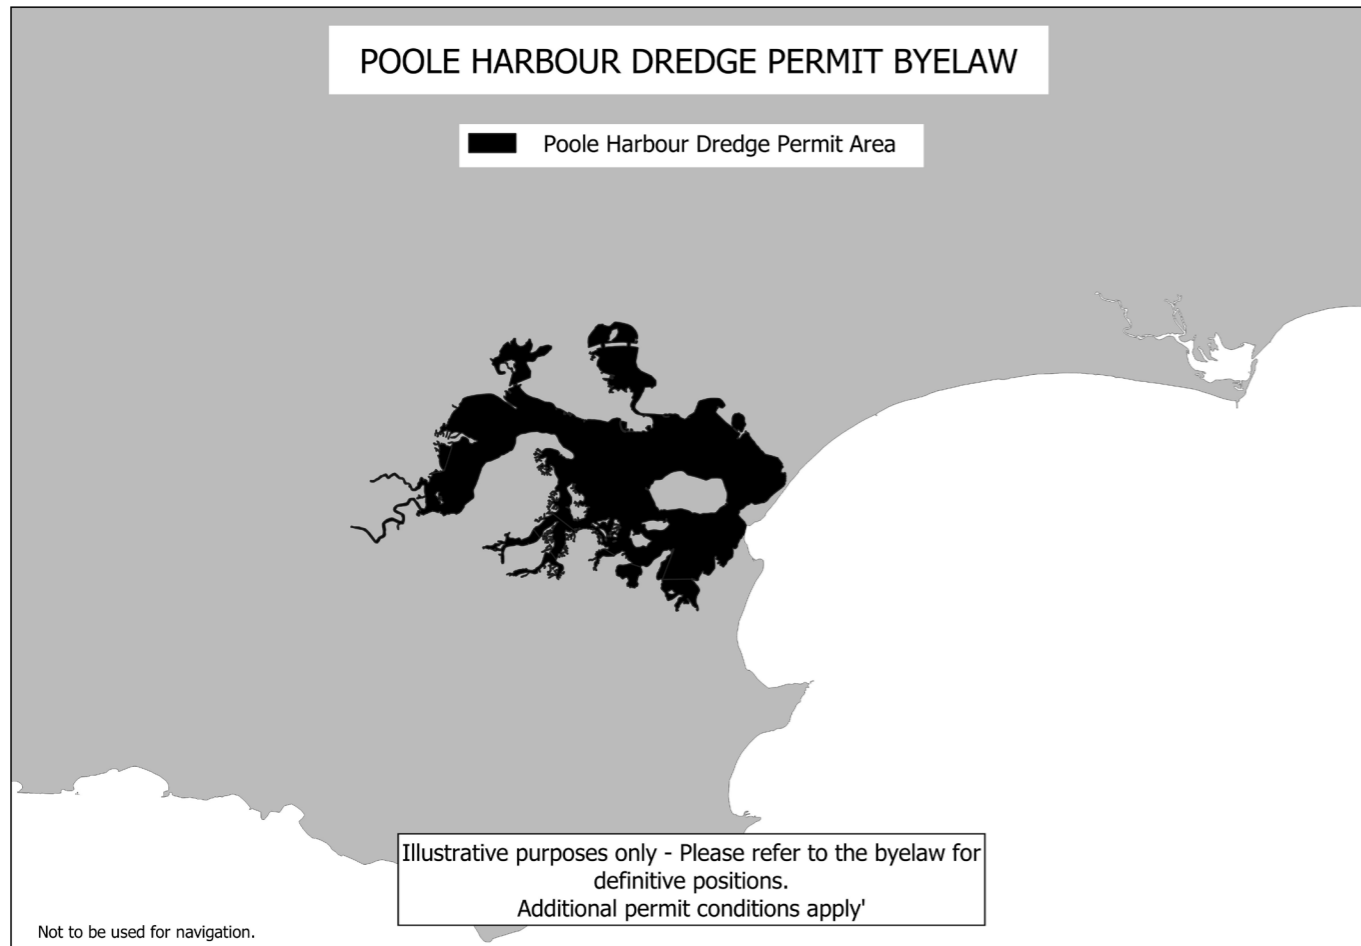 POOLE HARBOUR DREDGE PERMIT BYELAW
Poole Harbour Dredge Permit Area
Illustrative purposes only - Please refer to the byelaw for
definitive positions.
Additional permit conditions apply'
Not to be used for navigation.